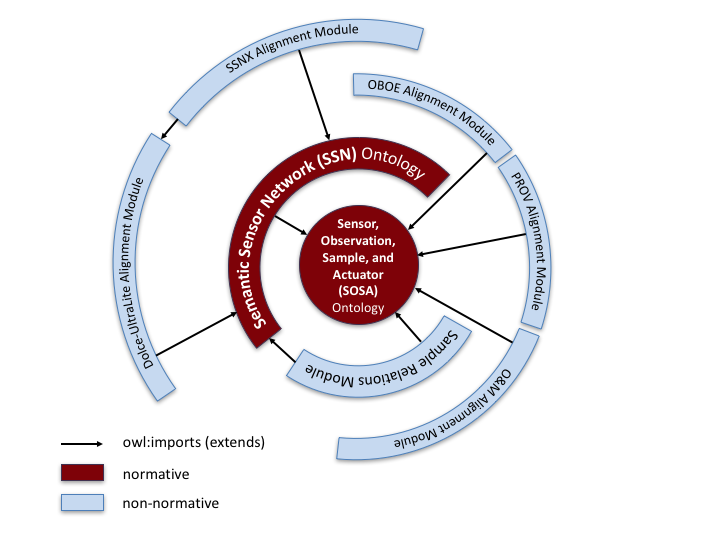 SSNX Alignment Module
OBOE Alignment Module
PROV Alignment Module
O&M Alignment Module
Sample Relations Module
Dolce-UltraLite Alignment Module
Semantic Sensor Network (SSN) Ontology
Sensor,
Observation,
Sample, and
Actuator
(SOSA)
Ontology
owl:imports (extends)
normative
non-normative